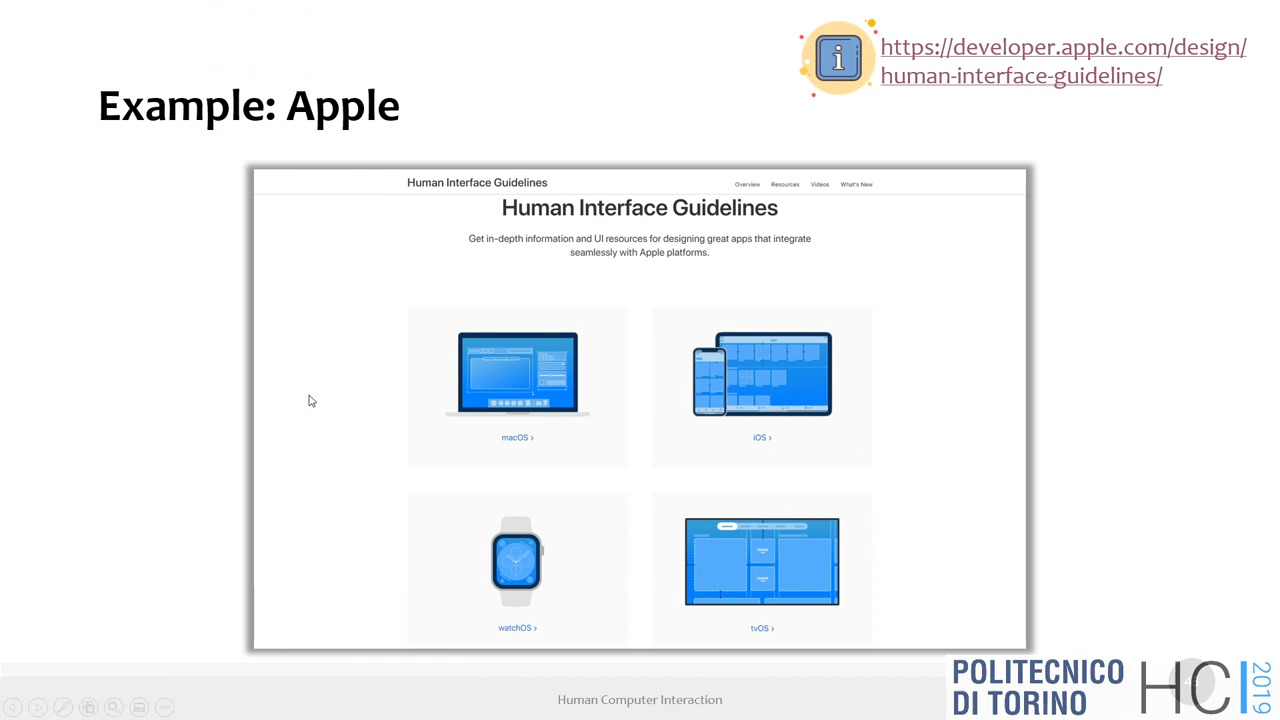 https://developer.apple.com/design/
human-interface-guidelines/
Example: Apple
Human Interface Guidelines
Overview Resources Videos What's New
Human Interface Guidelines
Get in-depth information and UI resources for designing great apps that integrate
seamlessly with Apple platforms.
macOS >
iOS >
watchOS >
tvOS >
Human Computer Interaction
POLITECNICO
DI TORINO
HCI
2019